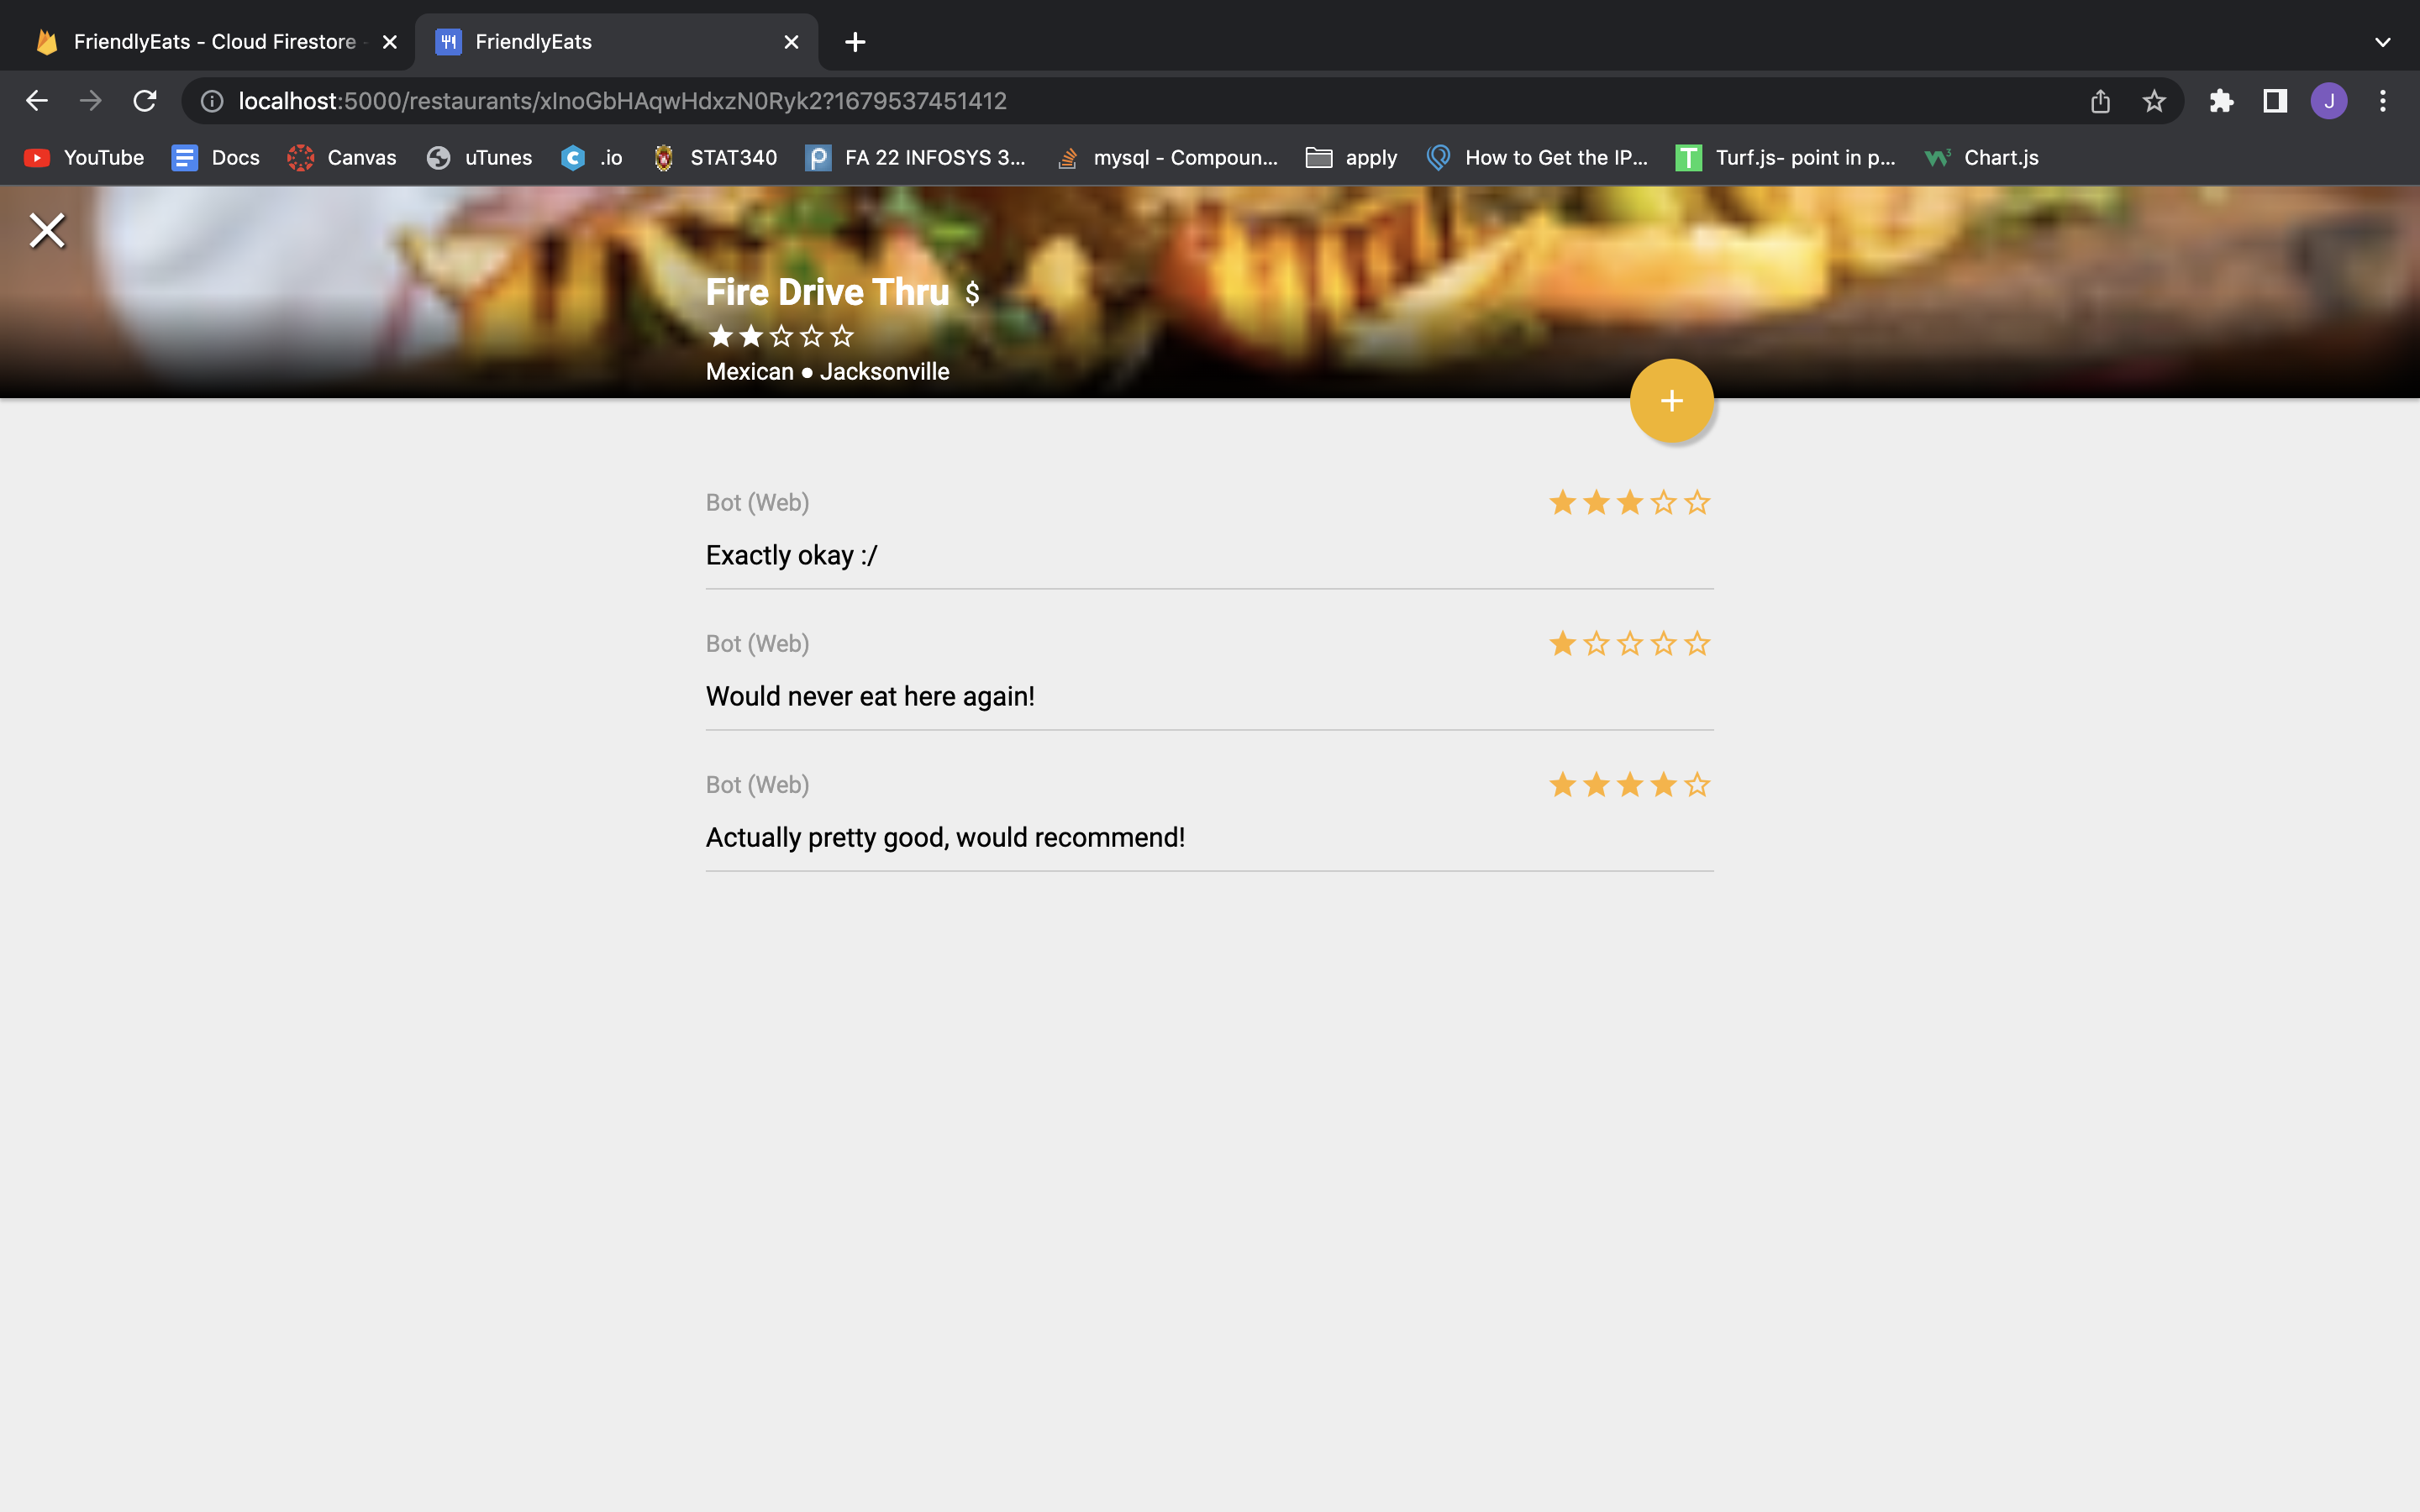 FriendlyEats - Cloud Firestore -
FriendlyEats
localhost:5000/restaurants/xInoGbHAqwHdxzN0Ryk2?1679537451412
J
YouTube Docs Canvas uTunes .io STAT340 FA 22 INFOSYS 3... mysql - Compoun... apply How to Get the IP... Turf.js- point in p... Chart.js
Fire Drive Thru $
Mexican ● Jacksonville
+
Bot (Web)
Exactly okay :/
Bot (Web)
Would never eat here again!
Bot (Web)
Actually pretty good, would recommend!